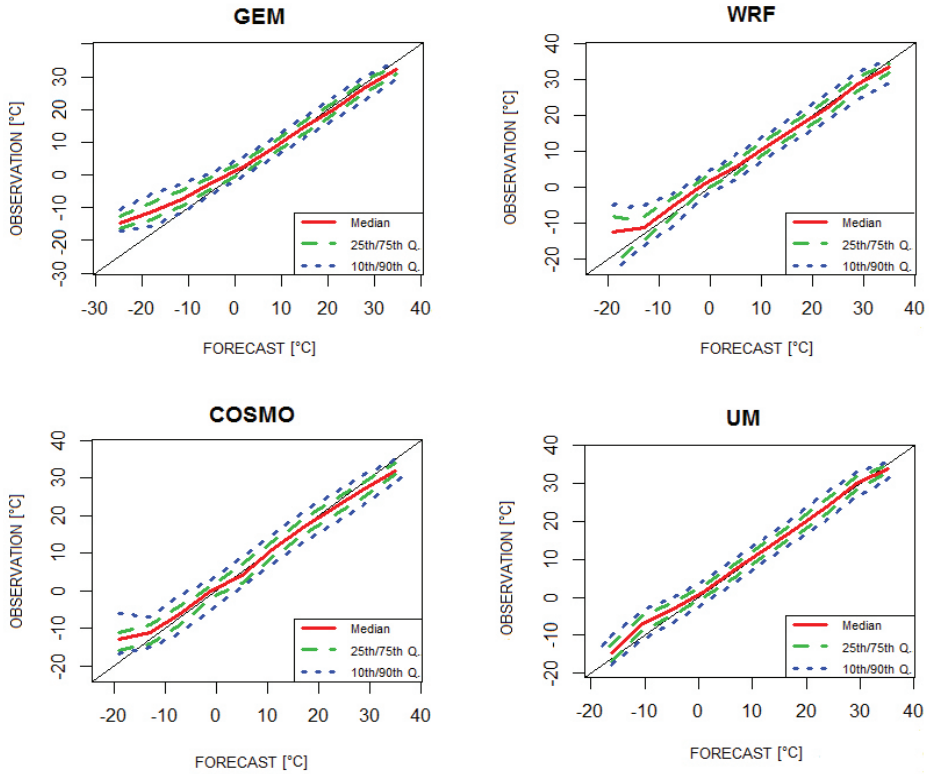 GEM
OBSERVATION [°C]
30
20
10
0
-10
-20
-30
Median
25th/75th Q.
10th/90th Q.
-30 -20 -10 0 10 20 30 40
FORECAST [°C]
WRF
OBSERVATION [°C]
40
30
20
10
0
-10
-20
Median
25th/75th Q.
10th/90th Q.
-20 -10 0 10 20 30 40
FORECAST [°C]
COSMO
OBSERVATION [°C]
40
30
20
10
0
-10
-20
Median
25th/75th Q.
10th/90th Q.
-20 -10 0 10 20 30 40
FORECAST [°C]
UM
OBSERVATION [°C]
40
30
20
10
0
-10
-20
Median
25th/75th Q.
10th/90th Q.
-20 -10 0 10 20 30 40
FORECAST [°C]